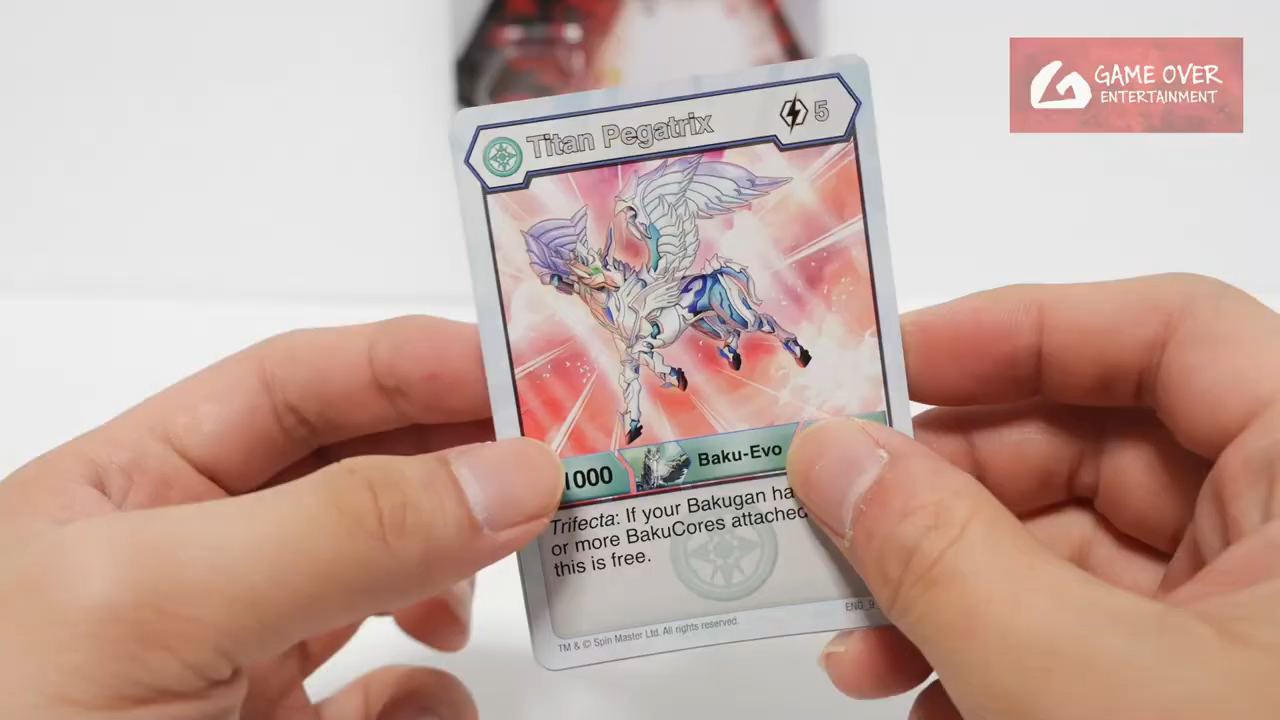 GAME OVER
ENTERTAINMENT
Titan Pegatrix
5
1000
Baku-Evo
Trifecta: If your Bakugan
or more BakuCores attached
this is free.
TM & © Spin Master Ltd. All rights reserved.